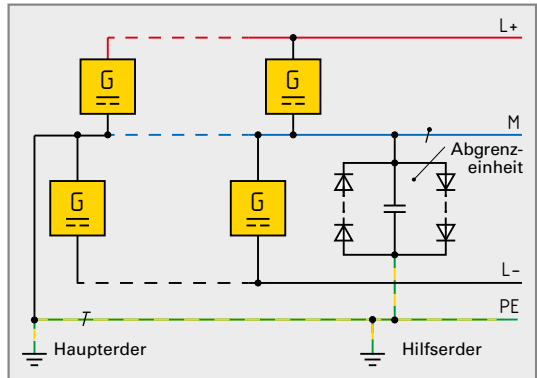 L+
G
G
M
Abgrenz-
einheit
G
G
L-
PE
Haupterder
Hilfserder